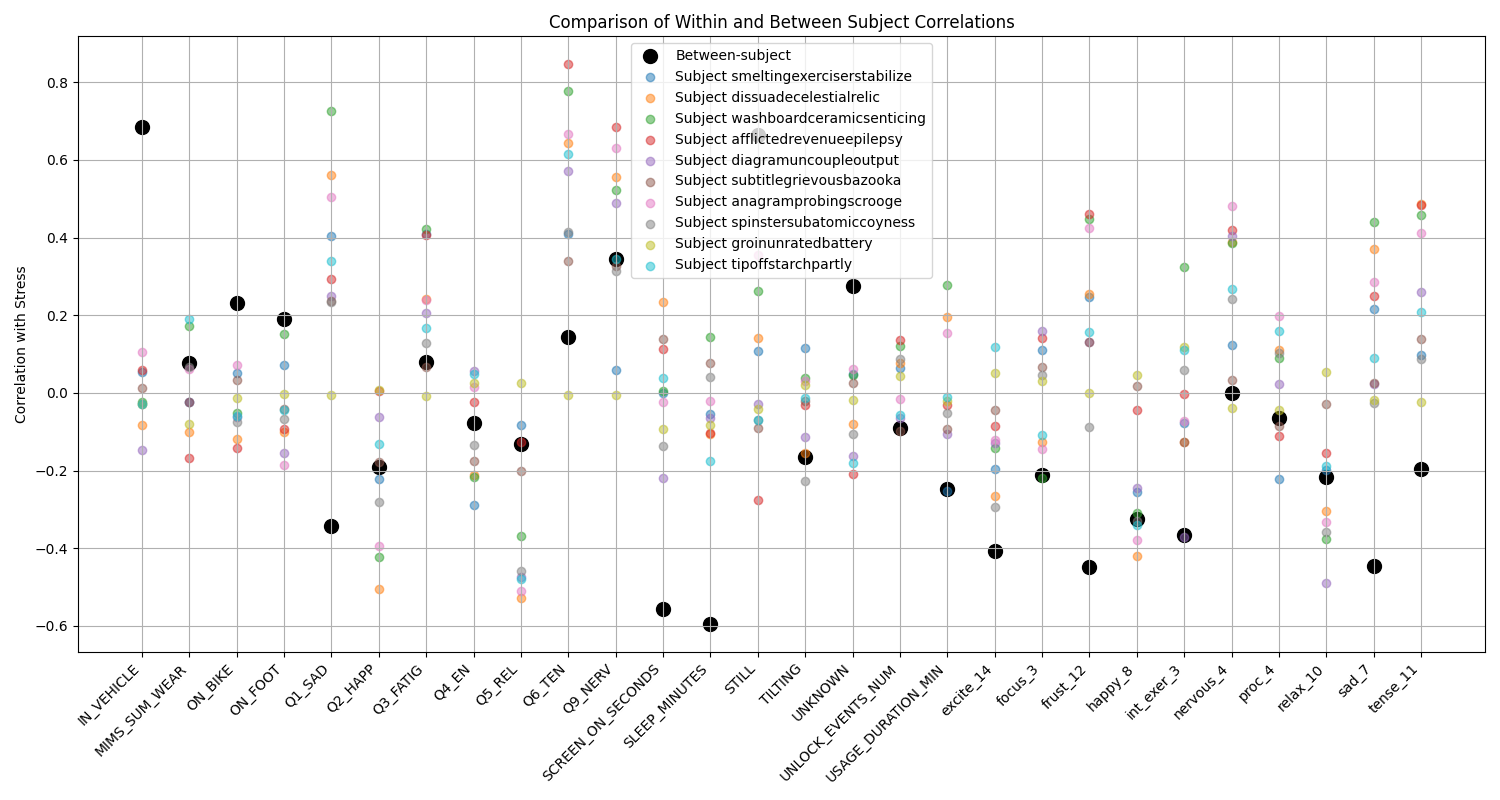 Comparison of Within and Between Subject Correlations
Correlation with Stress
0.8
0.6
0.4
0.2
0.0
−0.2
−0.4
−0.6
Between-subject
Subject smeltingexerciserstabilize
Subject dissuadecelestialrelic
Subject washboardceramicsenticing
Subject afflictedrevenueepilepsy
Subject diagramuncoupleoutput
Subject subtitlegrievousbazooka
Subject anagramprobingscrooge
Subject spinstersubatomiccoyness
Subject groinunratedbattery
Subject tipoffstarchpartly
IN_VEHICLE
MIMS_SUM_WEAR
ON_BIKE
ON_FOOT
Q1_SAD
Q2_HAPP
Q3_FATIG
Q4_EN
Q5_REL
Q6_TEN
Q9_NERV
SCREEN_ON_SECONDS
SLEEP_MINUTES
STILL
TILTING
UNKNOWN
UNLOCK_EVENTS_NUM
USAGE_DURATION_MIN
excite_14
focus_3
frust_12
happy_8
int_exer_3
nervous_4
proc_4
relax_10
sad_7
tense_11